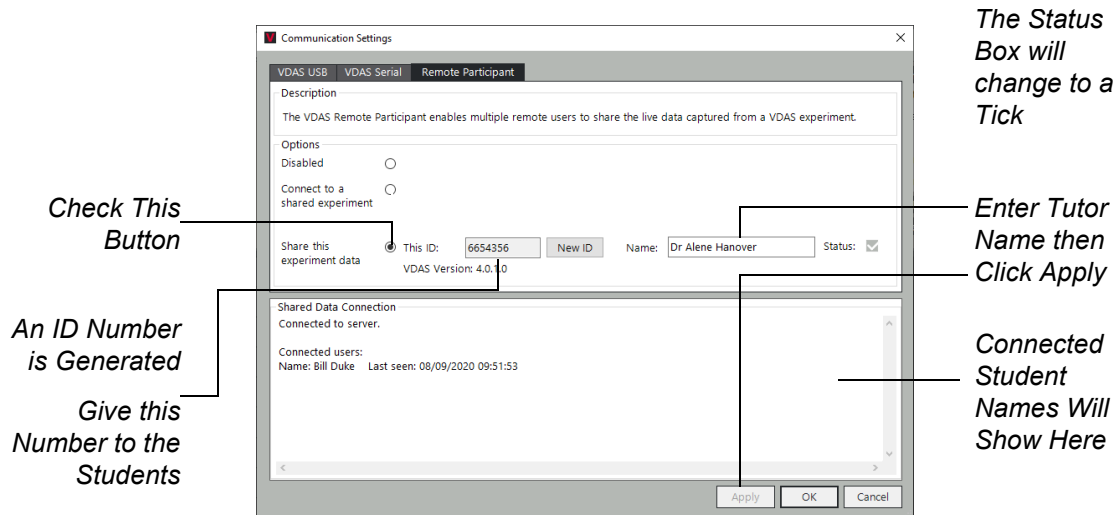 The Status
Box will
change to a
Tick
Communication Settings
VDAS USB VDAS Serial Remote Participant
Description
The VDAS Remote Participant enables multiple remote users to share the live data captured from a VDAS experiment.
Options
Disabled
Connect to a
shared experiment
Check This
Button
Share this
experiment data
This ID: 6654356 New ID Name: Dr Alene Hanover Status:
VDAS Version: 4.0.1.0
Enter Tutor
Name then
Click Apply
An ID Number
is Generated
Give this
Number to the
Students
Shared Data Connection
Connected to server.
Connected users:
Name: Bill Duke Last seen: 08/09/2020 09:51:53
Connected
Student
Names Will
Show Here
Apply OK Cancel